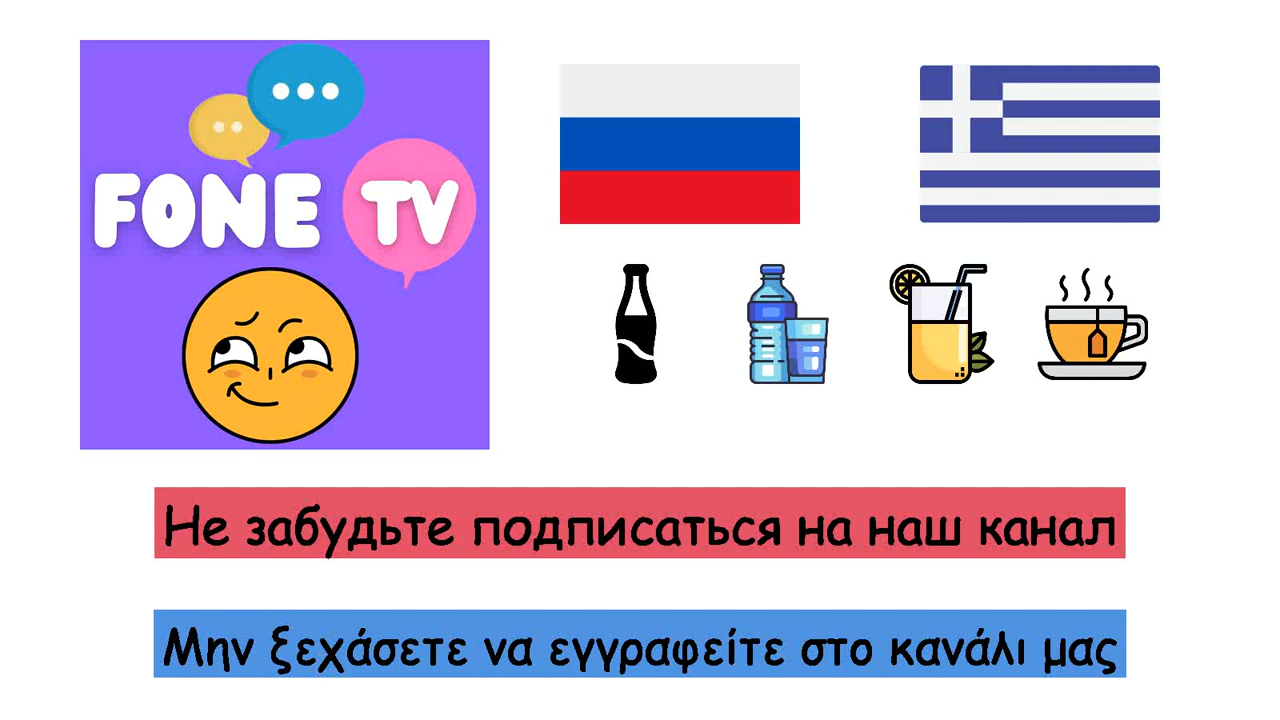 FONE TV
Не забудьте подписаться на наш канал
Μην ξεχάσετε να εγγραφείτε στο κανάλι μας